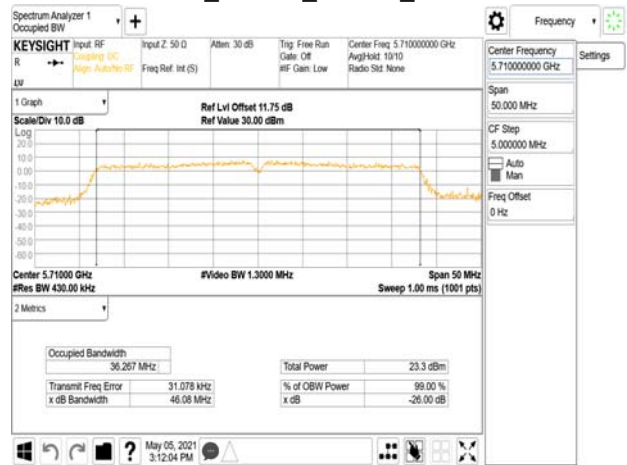 Spectrum Analyzer 1
Occupied BW
Frequency
KEYSIGHT
R
Input: RF
Coupling: DC
Align: Auto/No RF
Input Z: 50 Ω
Freq Ref: Int (S)
Atten: 30 dB
Trig: Free Run
Gate: Off
#IF Gain: Low
Center Freq: 5.710000000 GHz
Avg|Hold: 10/10
Radio Std: None
Center Frequency
5.710000000 GHz
Settings
Span
50.000 MHz
CF Step
5.000000 MHz
Auto
Man
Freq Offset
0 Hz
1 Graph
Scale/Div 10.0 dB
Ref Lvl Offset 11.75 dB
Ref Value 30.00 dBm
Log
20.0
10.0
0.00
-10.0
-20.0
-30.0
-40.0
-50.0
-60.0
Center 5.71000 GHz
#Res BW 430.00 kHz
#Video BW 1.3000 MHz
Span 50 MHz
Sweep 1.00 ms (1001 pts)
2 Metrics
Occupied Bandwidth
36.267 MHz
Transmit Freq Error 31.078 kHz
x dB Bandwidth 46.08 MHz
Total Power 23.3 dBm
% of OBW Power 99.00 %
x dB -26.00 dB
?
May 05, 2021
3:12:04 PM